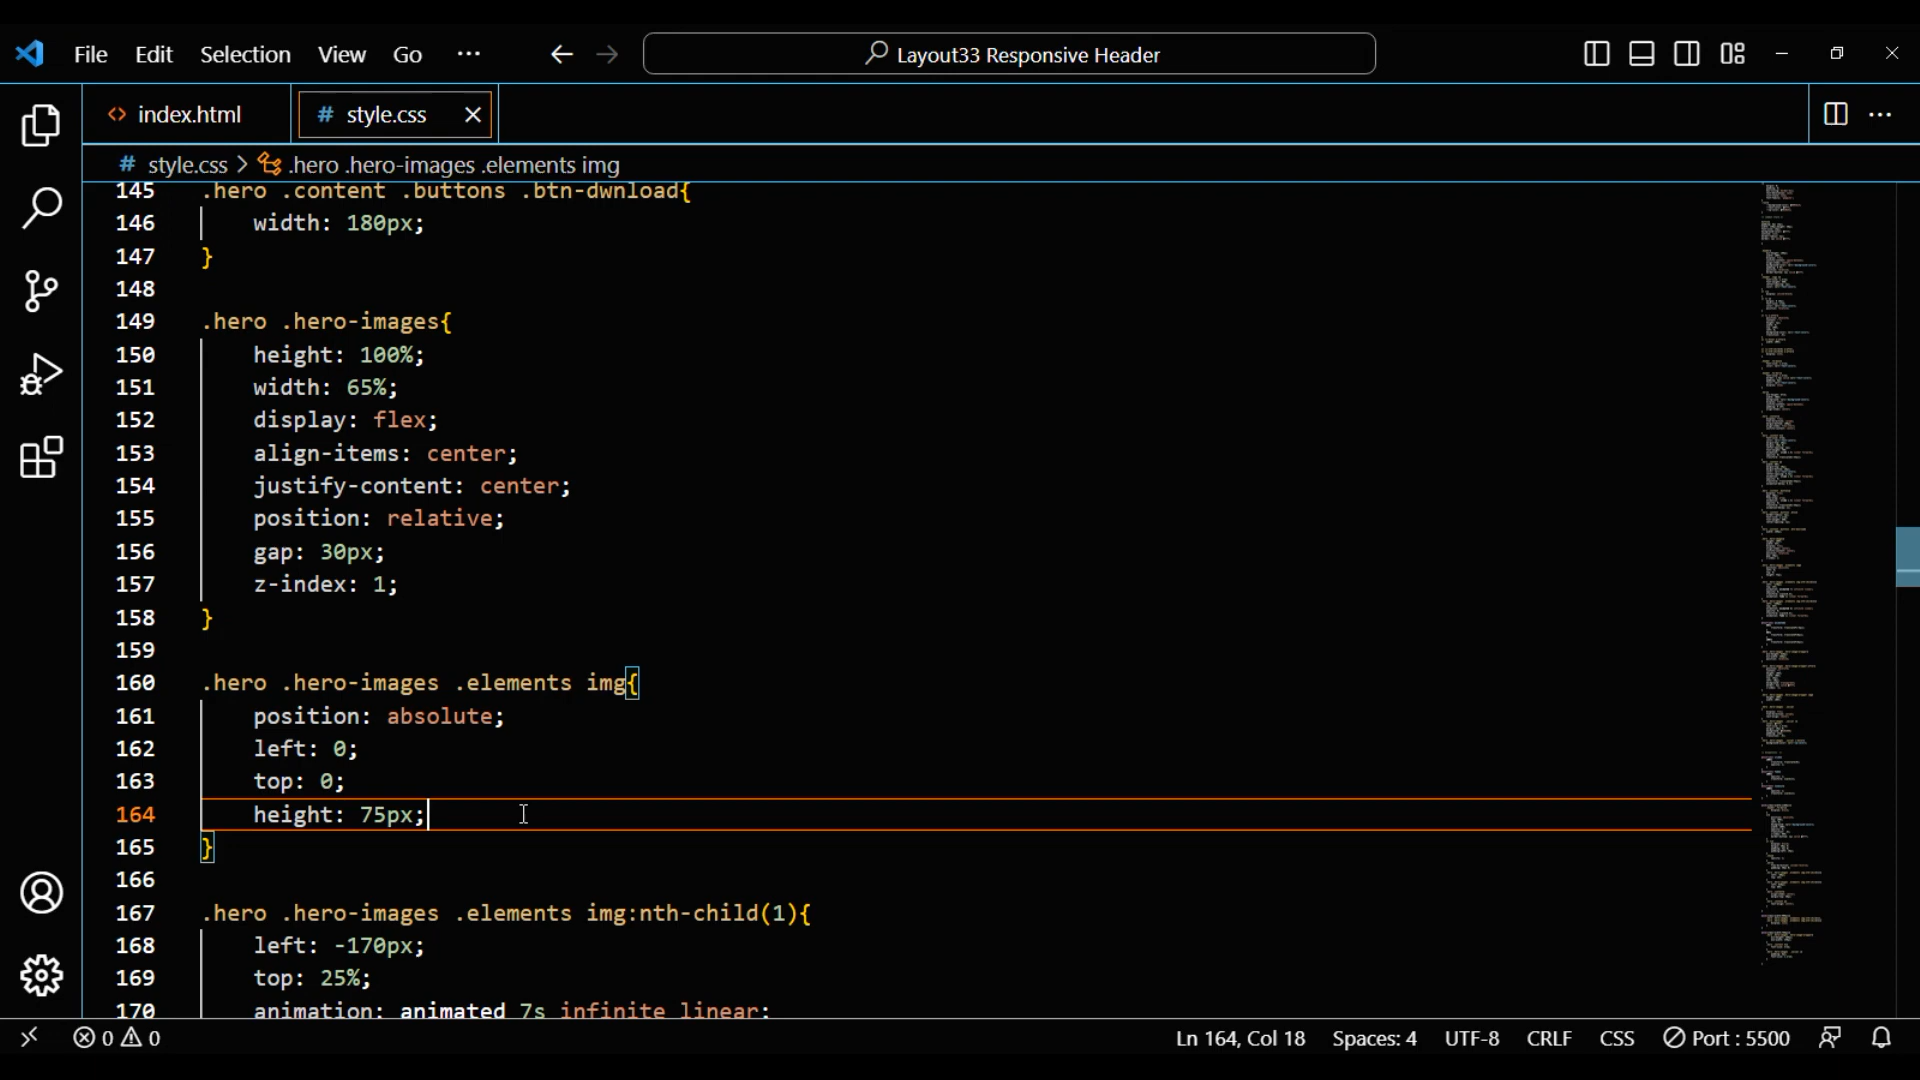 File Edit Selection View Go ··· Layout33 Responsive Header
<> index.html # style.css
# style.css > .hero .hero-images .elements img
145 .hero .content .buttons .btn-dwnload{
146 width: 180px;
147 }
148
149 .hero .hero-images{
150 height: 100%;
151 width: 65%;
152 display: flex;
153 align-items: center;
154 justify-content: center;
155 position: relative;
156 gap: 30px;
157 z-index: 1;
158 }
159
160 .hero .hero-images .elements img{
161 position: absolute;
162 left: 0;
163 top: 0;
164 height: 75px;
165 }
166
167 .hero .hero-images .elements img:nth-child(1){
168 left: -170px;
169 top: 25%;
170 animation: animated 7s infinite linear;
0 0 Ln 164, Col 18 Spaces: 4 UTF-8 CRLF CSS Port : 5500